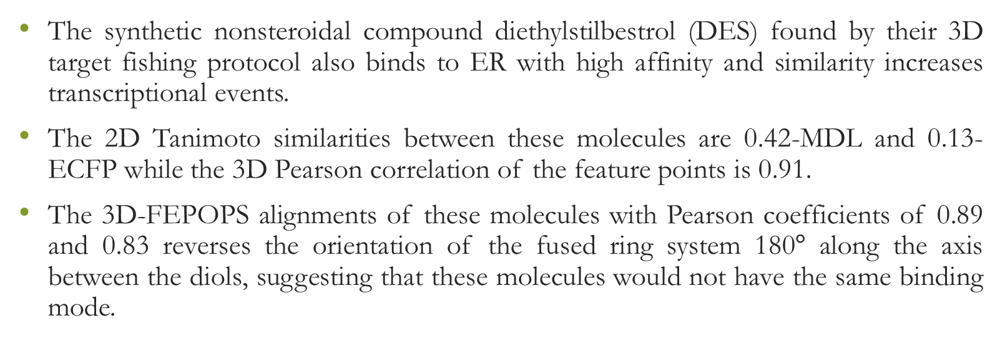 • The synthetic nonsteroidal compound diethylstilbestrol (DES) found by their 3D
target fishing protocol also binds to ER with high affinity and similarity increases
transcriptional events.
• The 2D Tanimoto similarities between these molecules are 0.42-MDL and 0.13-
ECFP while the 3D Pearson correlation of the feature points is 0.91.
• The 3D-FEPOPS alignments of these molecules with Pearson coefficients of 0.89
and 0.83 reverses the orientation of the fused ring system 180° along the axis
between the diols, suggesting that these molecules would not have the same binding
mode.